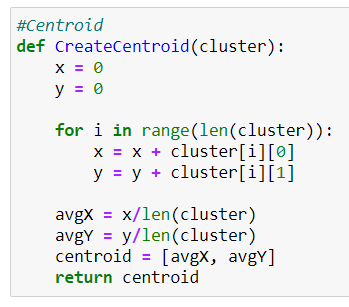 #Centroid
def CreateCentroid(cluster):
    x = 0
    y = 0

    for i in range(len(cluster)):
        x = x + cluster[i][0]
        y = y + cluster[i][1]

    avgX = x/len(cluster)
    avgY = y/len(cluster)
    centroid = [avgX, avgY]
    return centroid